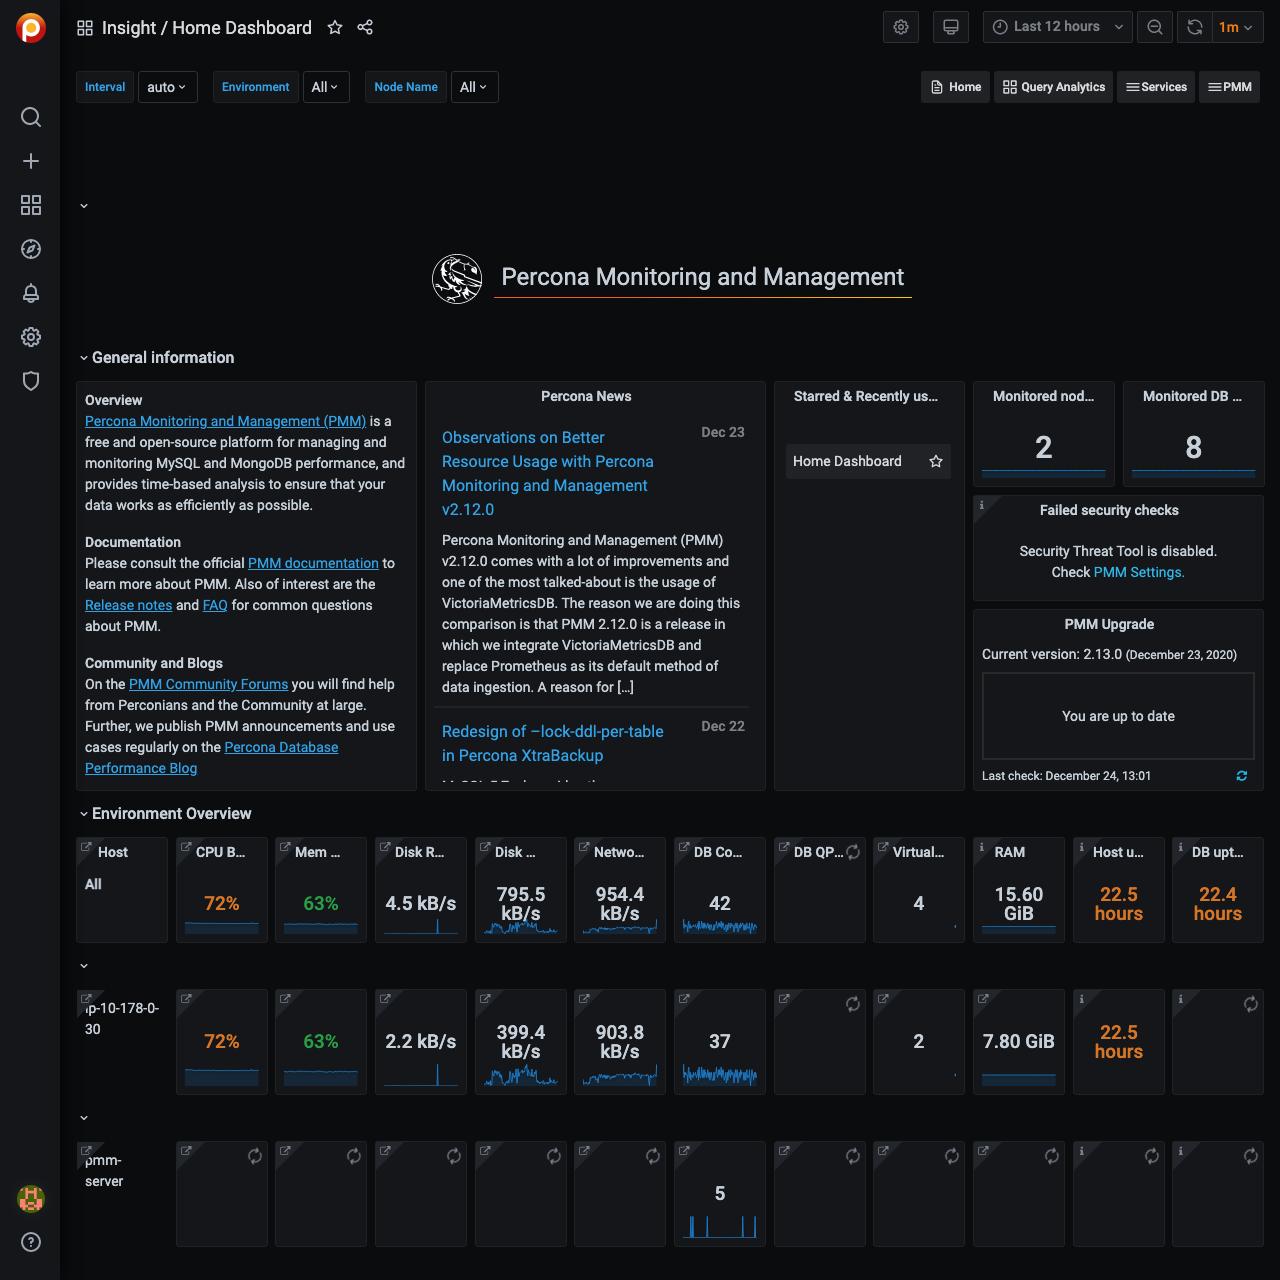 Insight / Home Dashboard
Last 12 hours
1m
Interval
auto
Environment
All
Node Name
All
Home
Query Analytics
Services
PMM
Percona Monitoring and Management
General information
Overview
Percona Monitoring and Management (PMM) is a
free and open-source platform for managing and
monitoring MySQL and MongoDB performance, and
provides time-based analysis to ensure that your
data works as efficiently as possible.
Documentation
Please consult the official PMM documentation to
learn more about PMM. Also of interest are the
Release notes and FAQ for common questions
about PMM.
Community and Blogs
On the PMM Community Forums you will find help
from Perconians and the Community at large.
Further, we publish PMM announcements and use
cases regularly on the Percona Database
Performance Blog
Percona News
Dec 23
Observations on Better
Resource Usage with Percona
Monitoring and Management
v2.12.0
Percona Monitoring and Management (PMM)
v2.12.0 comes with a lot of improvements and
one of the most talked-about is the usage of
VictoriaMetricsDB. The reason we are doing this
comparison is that PMM 2.12.0 is a release in
which we integrate VictoriaMetricsDB and
replace Prometheus as its default method of
data ingestion. A reason for [...]
Dec 22
Redesign of –lock-ddl-per-table
in Percona XtraBackup
Starred & Recently us...
Home Dashboard
Monitored nod...
2
Monitored DB ...
8
Failed security checks
Security Threat Tool is disabled.
Check PMM Settings.
PMM Upgrade
Current version: 2.13.0 (December 23, 2020)
You are up to date
Last check: December 24, 13:01
Environment Overview
Host
All
CPU B...
72%
Mem ...
63%
Disk R...
4.5 kB/s
Disk ...
795.5
kB/s
Netwo...
954.4
kB/s
DB Co...
42
DB QP...
Virtual...
4
RAM
15.60
GiB
Host u...
22.5
hours
DB upt...
22.4
hours
ip-10-178-0-
30
72%
63%
2.2 kB/s
399.4
kB/s
903.8
kB/s
37
2
7.80 GiB
22.5
hours
pmm-
server
5